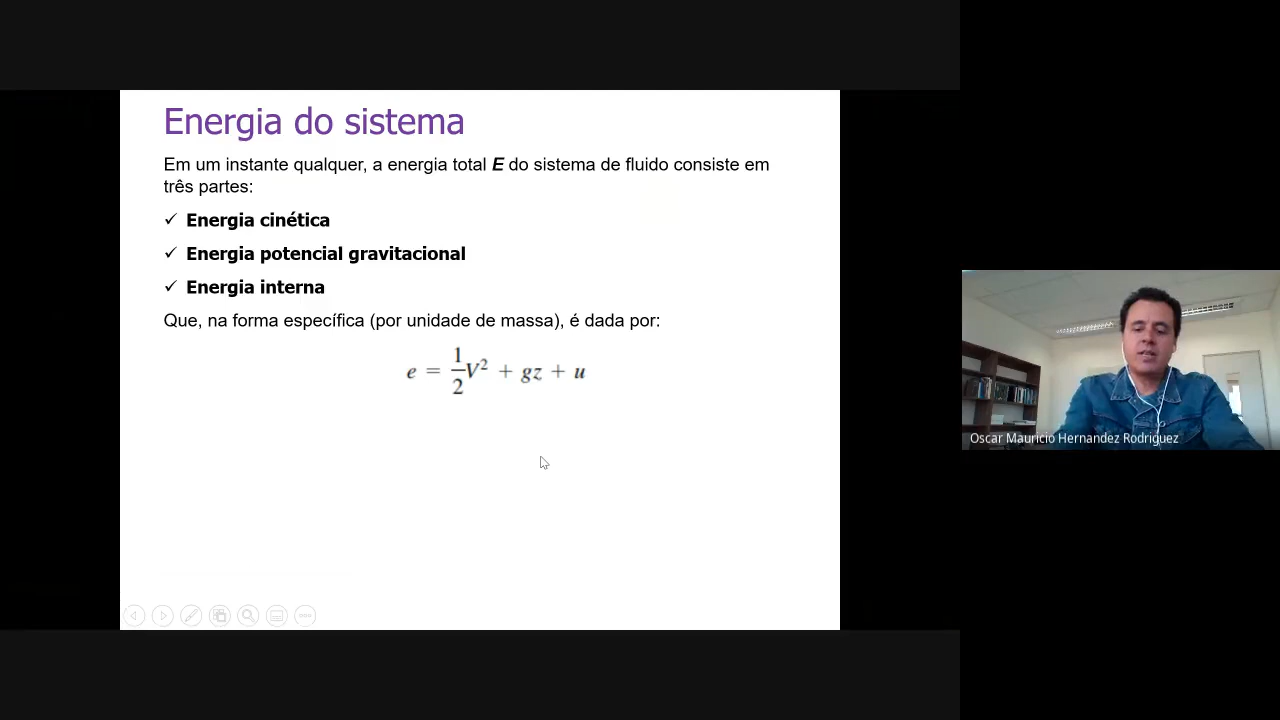 Energia do sistema
Em um instante qualquer, a energia total E do sistema de fluido consiste em
três partes:
✓ Energia cinética
✓ Energia potencial gravitacional
✓ Energia interna
Que, na forma específica (por unidade de massa), é dada por:
e = 1/2 V² + gz + u
Oscar Mauricio Hernandez Rodriguez